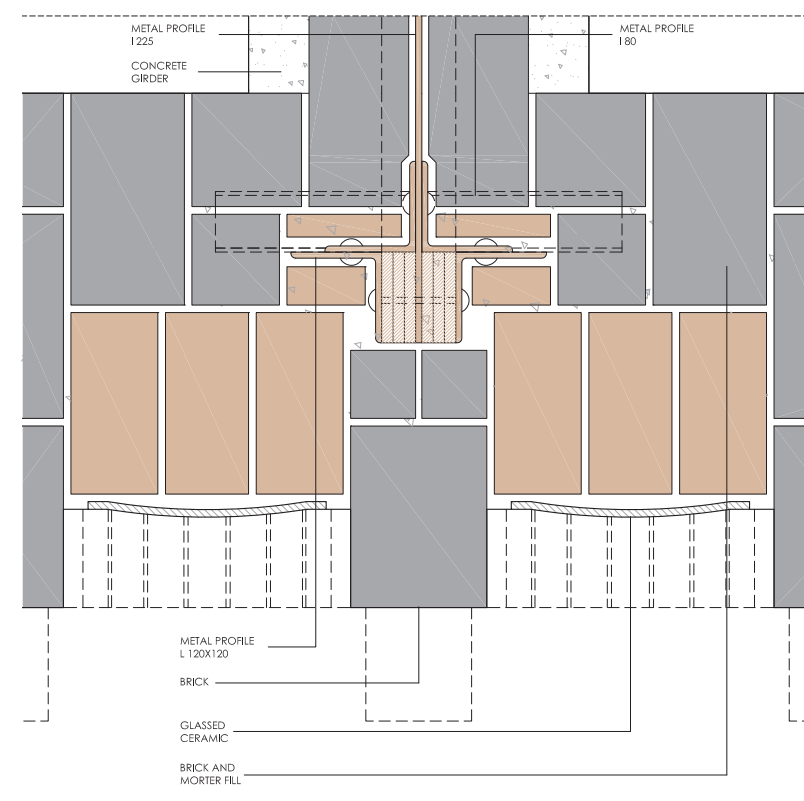 METAL PROFILE
I 225
CONCRETE
GIRDER
METAL PROFILE
I 80
METAL PROFILE
L 120X120
BRICK
GLASSED
CERAMIC
BRICK AND
MORTER FILL